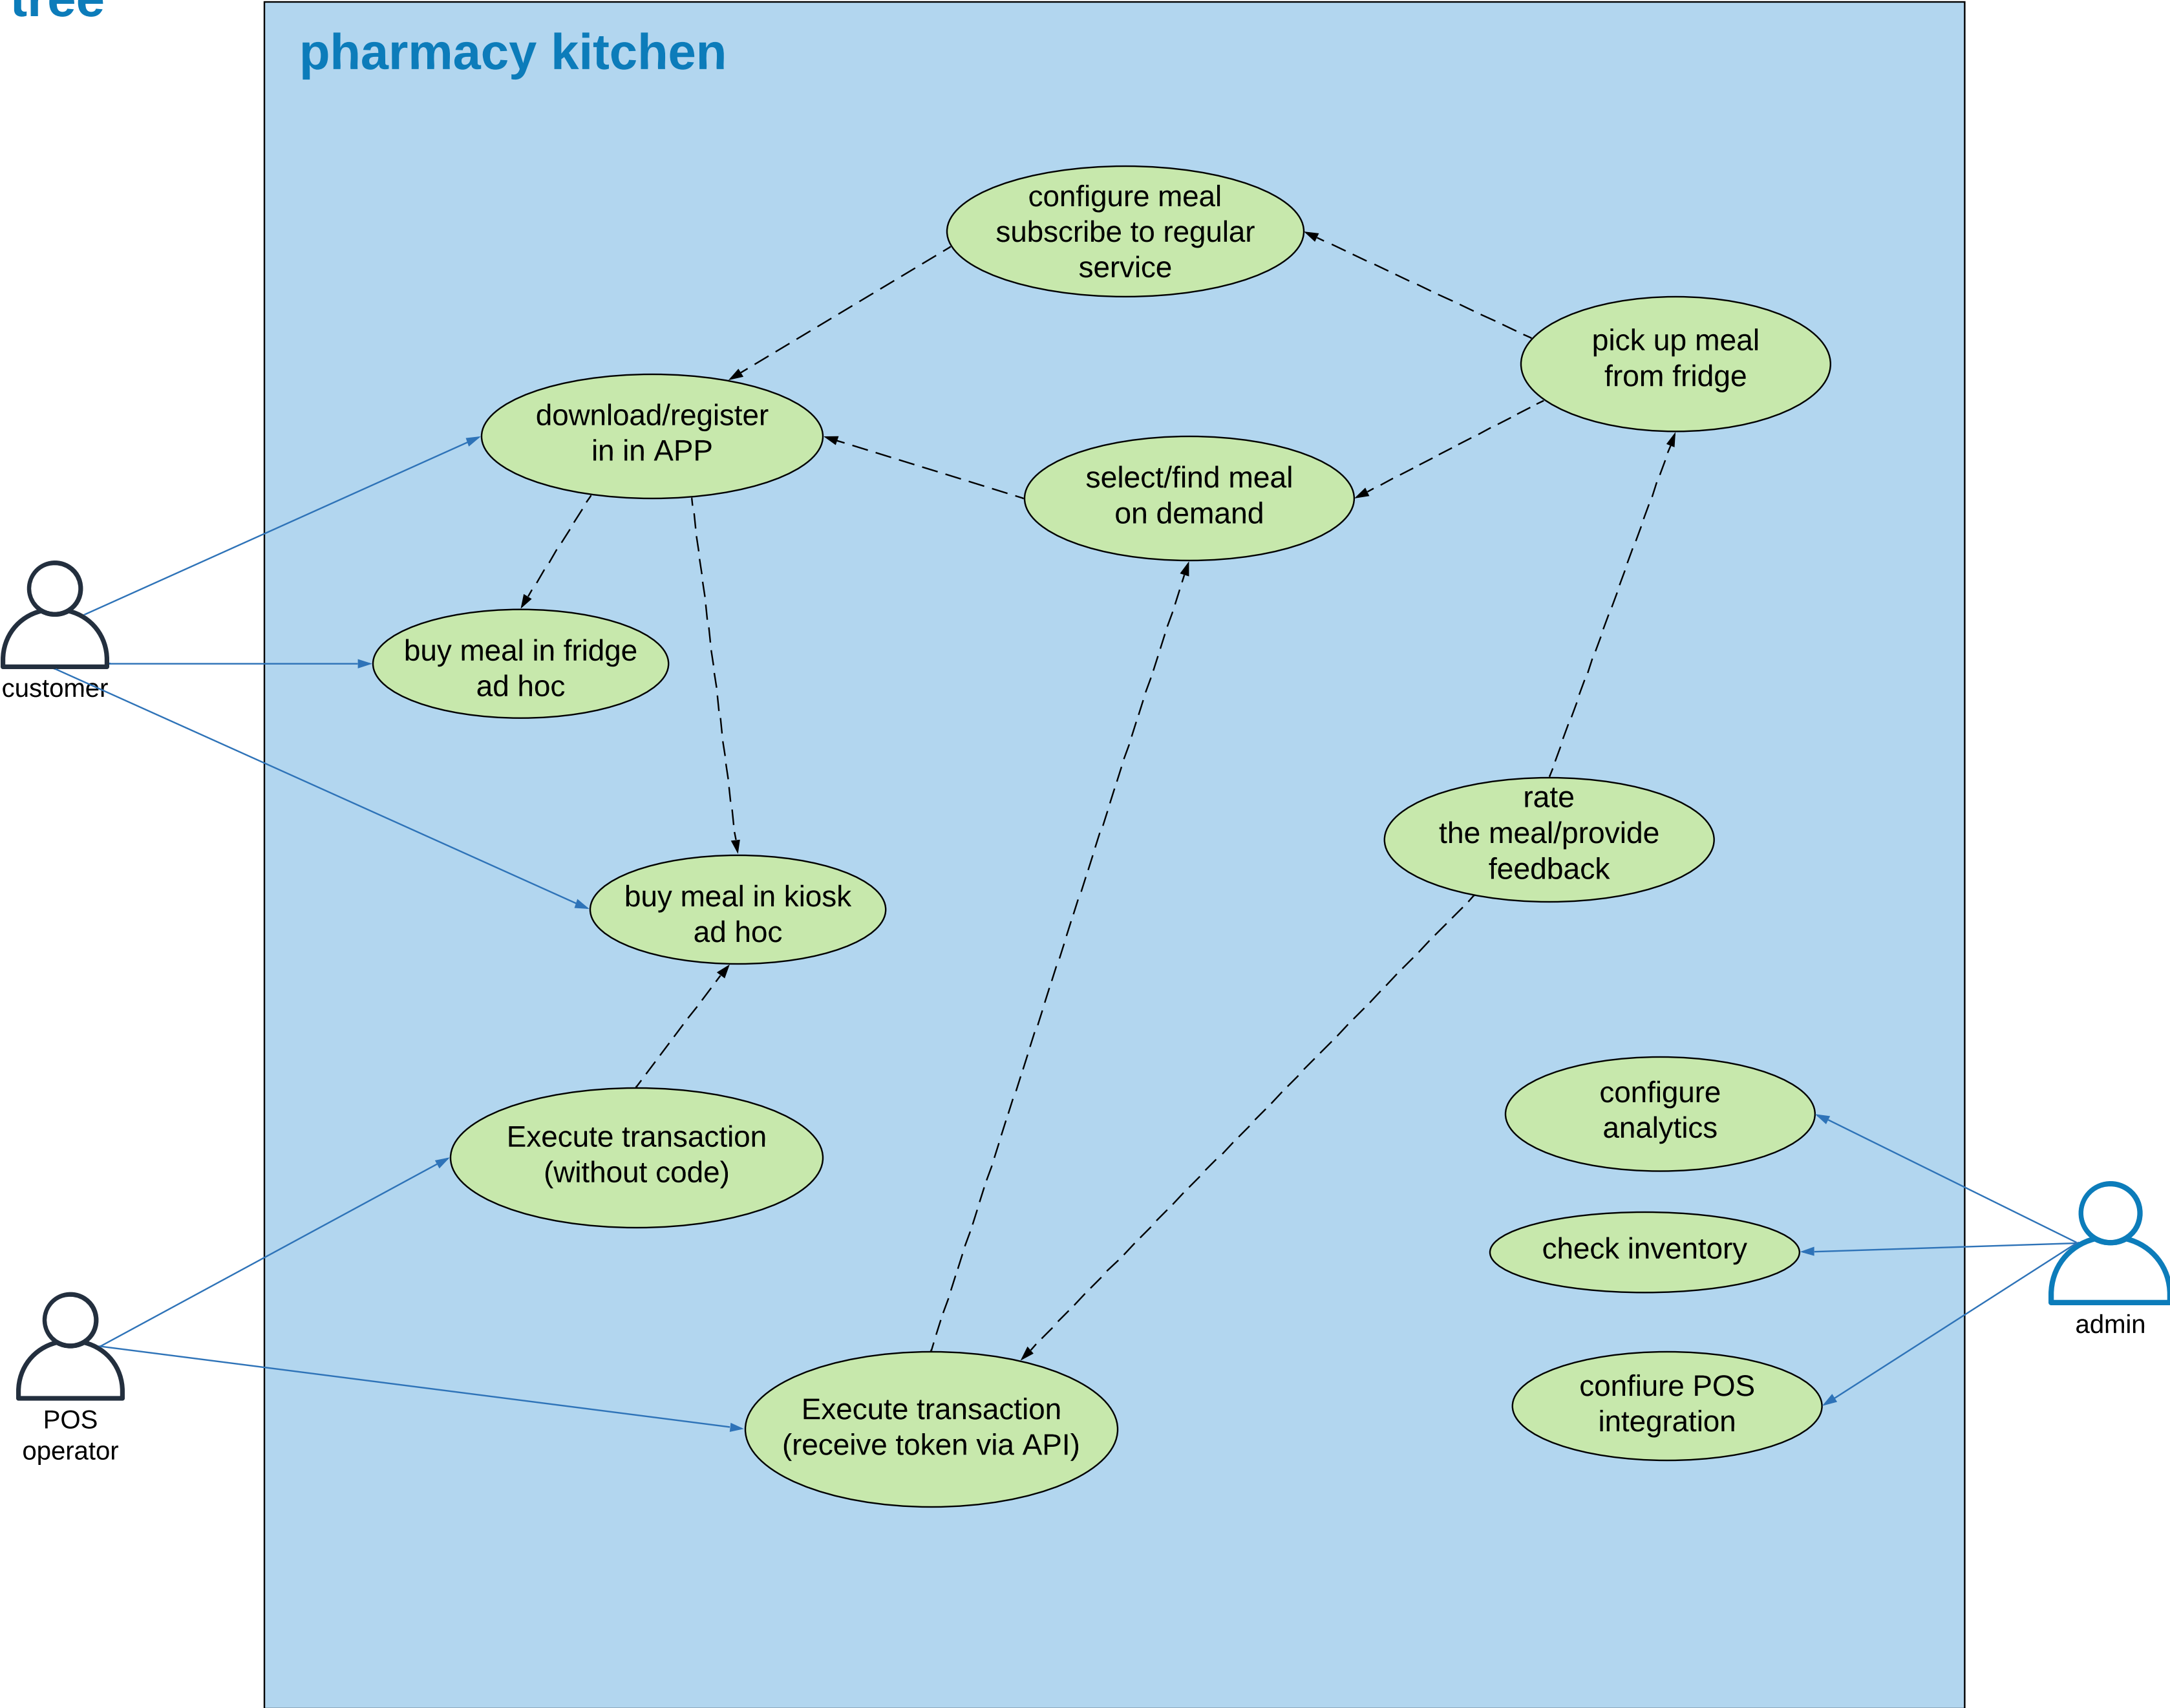 tree
pharmacy kitchen
configure meal
subscribe to regular
service
pick up meal
from fridge
download/register
in in APP
select/find meal
on demand
buy meal in fridge
ad hoc
customer
rate
the meal/provide
feedback
buy meal in kiosk
ad hoc
configure
analytics
Execute transaction
(without code)
check inventory
admin
confiure POS
integration
Execute transaction
(receive token via API)
POS
operator